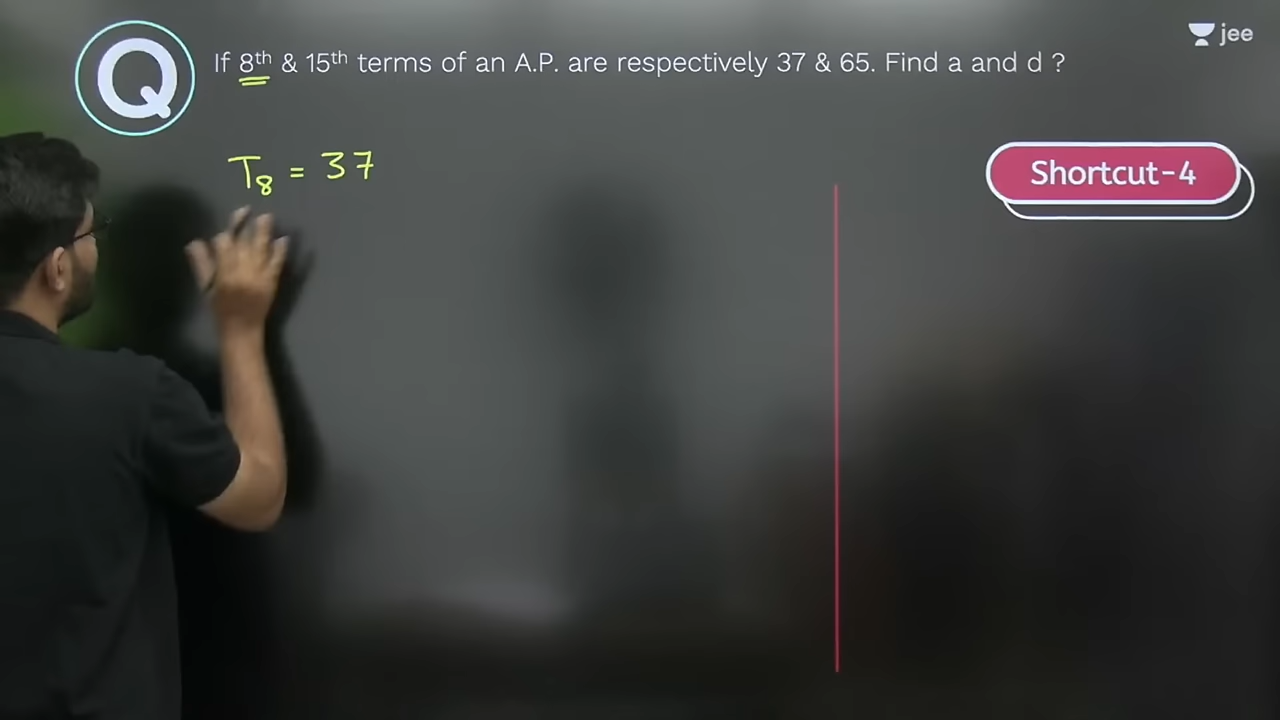 jee
Q If 8th & 15th terms of an A.P. are respectively 37 & 65. Find a and d ?
T8 = 37
Shortcut-4